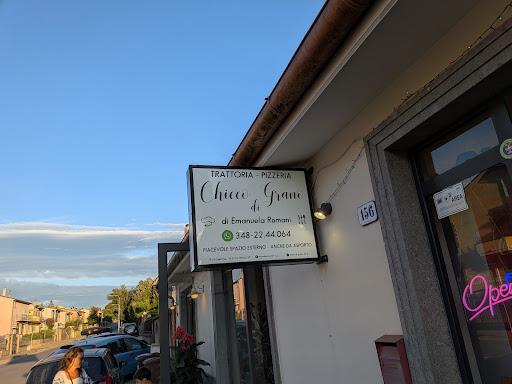 TRATTORIA - PIZZERIA
Chicco di Grano
di Emanuela Romani
348-22.44.064
PIACEVOLE SPAZIO ESTERNO - ANCHE DA ASPORTO
156
AREA
Open